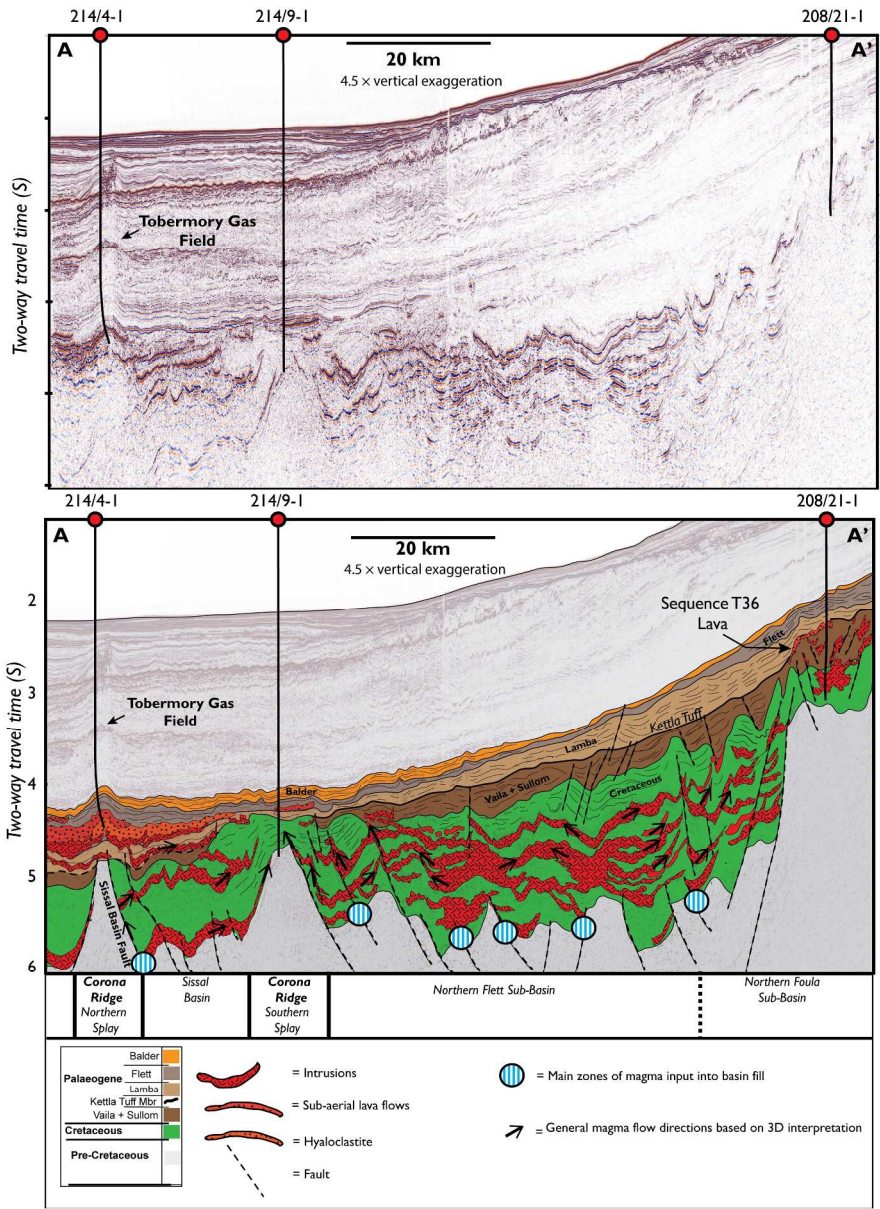 214/4-1
214/9-1
208/21-1
A
A'
20 km
4.5 × vertical exaggeration
Tobermory Gas
Field
Two-way travel time (S)
214/4-1
214/9-1
208/21-1
A
A'
20 km
4.5 × vertical exaggeration
2
3
4
5
6
Two-way travel time (S)
Sequence T36
Lava
Tobermory Gas
Field
Flett
Kettla Tuff
Lamba
Vaila + Sullom
Cretaceous
Balder
Sissal Basin Fault
Corona
Ridge
Northern
Splay
Sissal
Basin
Corona
Ridge
Southern
Splay
Northern Flett Sub-Basin
Northern Foula
Sub-Basin
Balder
Palaeogene
Flett
Lamba
Kettla Tuff Mbr
Vaila + Sullom
Cretaceous
Pre-Cretaceous
= Intrusions
= Sub-aerial lava flows
= Hyaloclastite
= Fault
= Main zones of magma input into basin fill
= General magma flow directions based on 3D interpretation